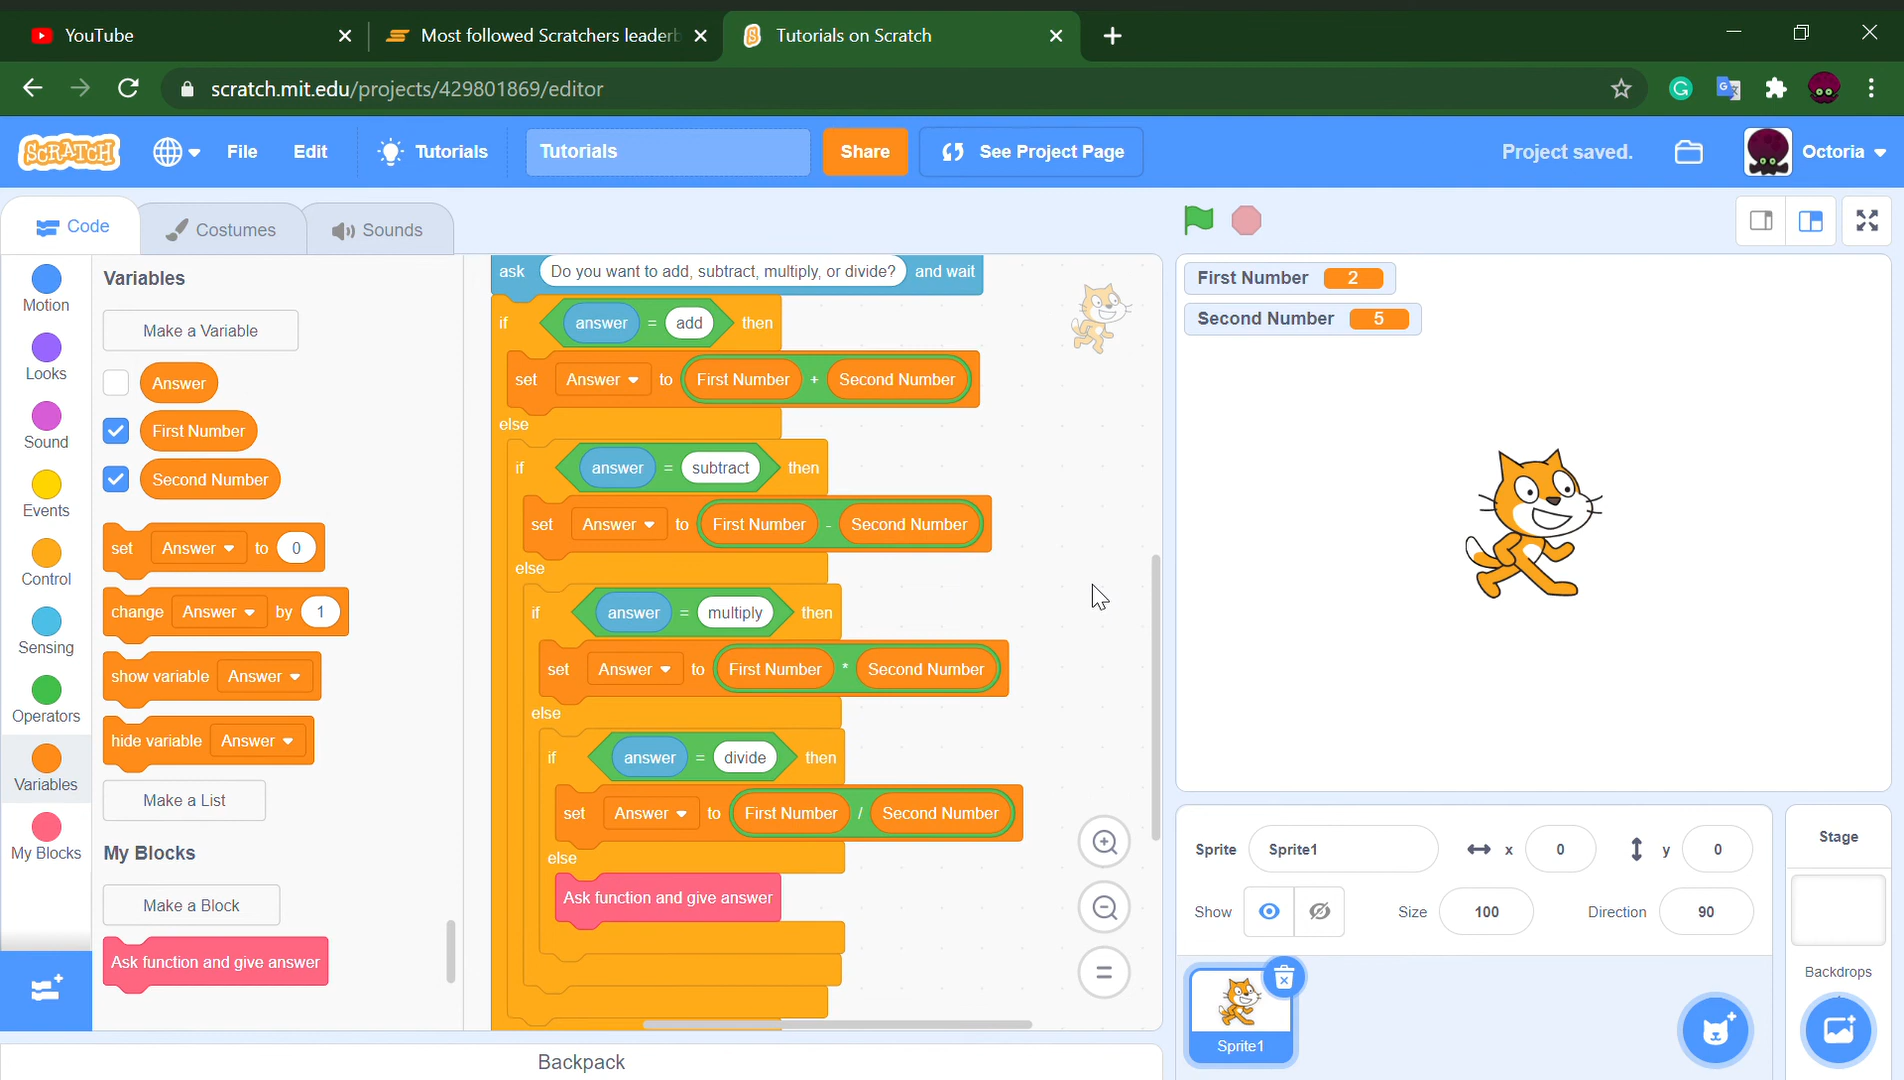 YouTube
Most followed Scratchers leaderb
Tutorials on Scratch
scratch.mit.edu/projects/429801869/editor
SCRATCH
File
Edit
Tutorials
Tutorials
Share
See Project Page
Project saved.
Octoria
Code
Costumes
Sounds
Motion
Looks
Sound
Events
Control
Sensing
Operators
Variables
My Blocks
Variables
Make a Variable
Answer
First Number
Second Number
set Answer to 0
change Answer by 1
show variable Answer
hide variable Answer
Make a List
My Blocks
Make a Block
Ask function and give answer
ask Do you want to add, subtract, multiply, or divide? and wait
if answer = add then
set Answer to First Number + Second Number
else
if answer = subtract then
set Answer to First Number - Second Number
else
if answer = multiply then
set Answer to First Number * Second Number
else
if answer = divide then
set Answer to First Number / Second Number
else
Ask function and give answer
Backpack
First Number 2
Second Number 5
Sprite Sprite1 x 0 y 0
Show Size 100 Direction 90
Sprite1
Stage
Backdrops